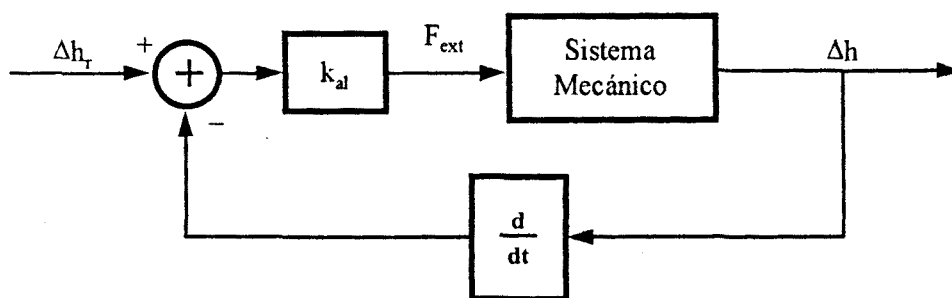 Δh_r
+
+
−
k_al
F_ext
Sistema
Mecánico
Δh
d
dt